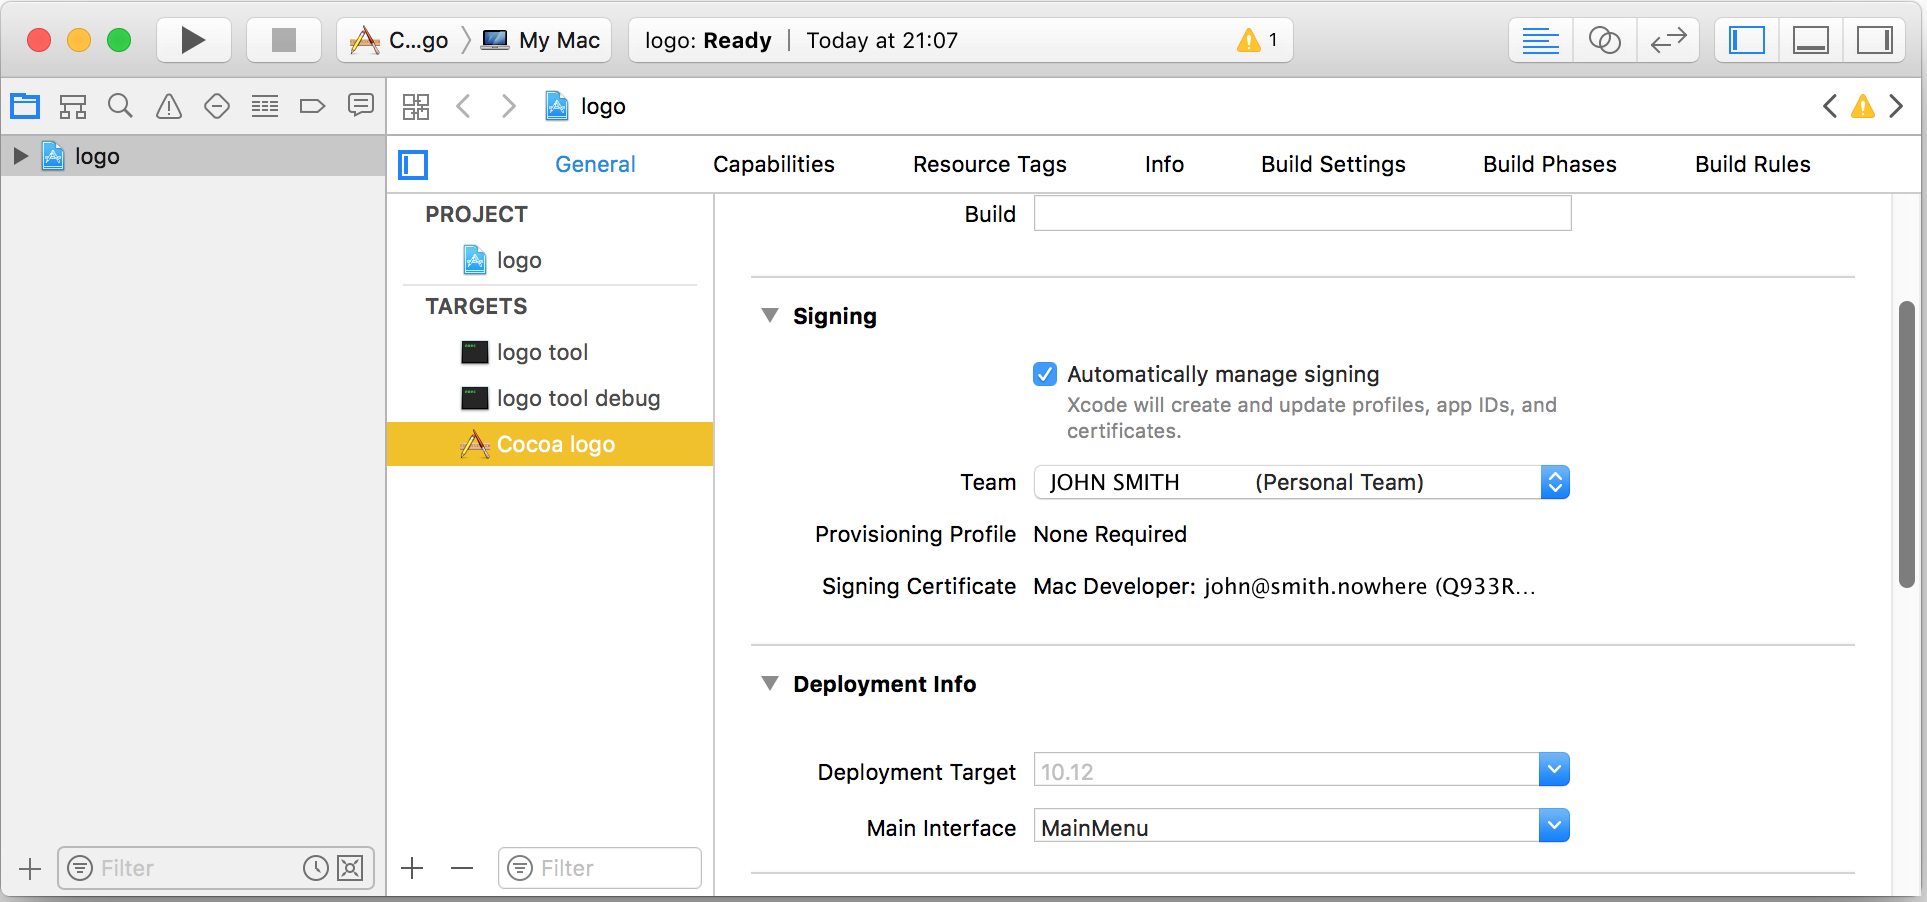 C...go My Mac
logo: Ready | Today at 21:07
1
logo
logo
General Capabilities Resource Tags Info Build Settings Build Phases Build Rules
PROJECT
logo
TARGETS
logo tool
logo tool debug
Cocoa logo
Filter
Filter
Build
Signing
Automatically manage signing
Xcode will create and update profiles, app IDs, and
certificates.
Team JOHN SMITH (Personal Team)
Provisioning Profile None Required
Signing Certificate Mac Developer: john@smith.nowhere (Q933R...
Deployment Info
Deployment Target 10.12
Main Interface MainMenu